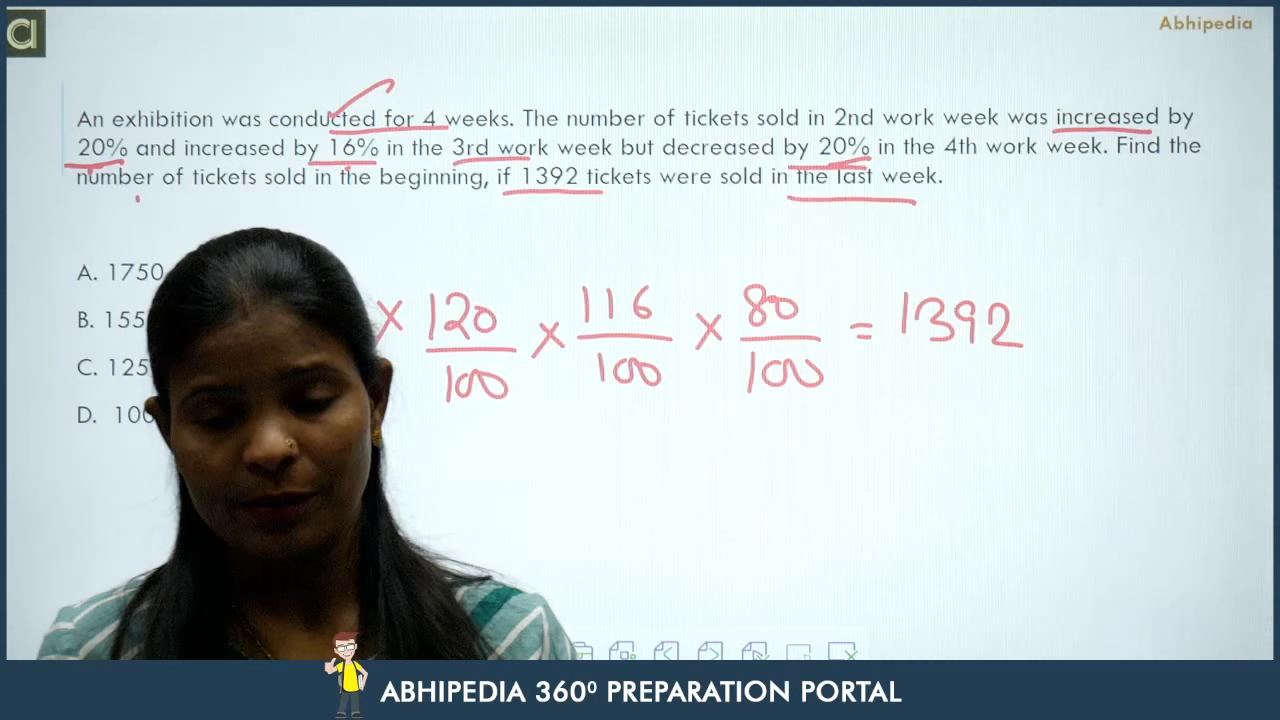 Abhipedia
An exhibition was conducted for 4 weeks. The number of tickets sold in 2nd work week was increased by
20% and increased by 16% in the 3rd work week but decreased by 20% in the 4th work week. Find the
number of tickets sold in the beginning, if 1392 tickets were sold in the last week.
A. 1750
B. 155
C. 125
D. 100
× 120/100 × 116/100 × 80/100 = 1392
ABHIPEDIA 360⁰ PREPARATION PORTAL